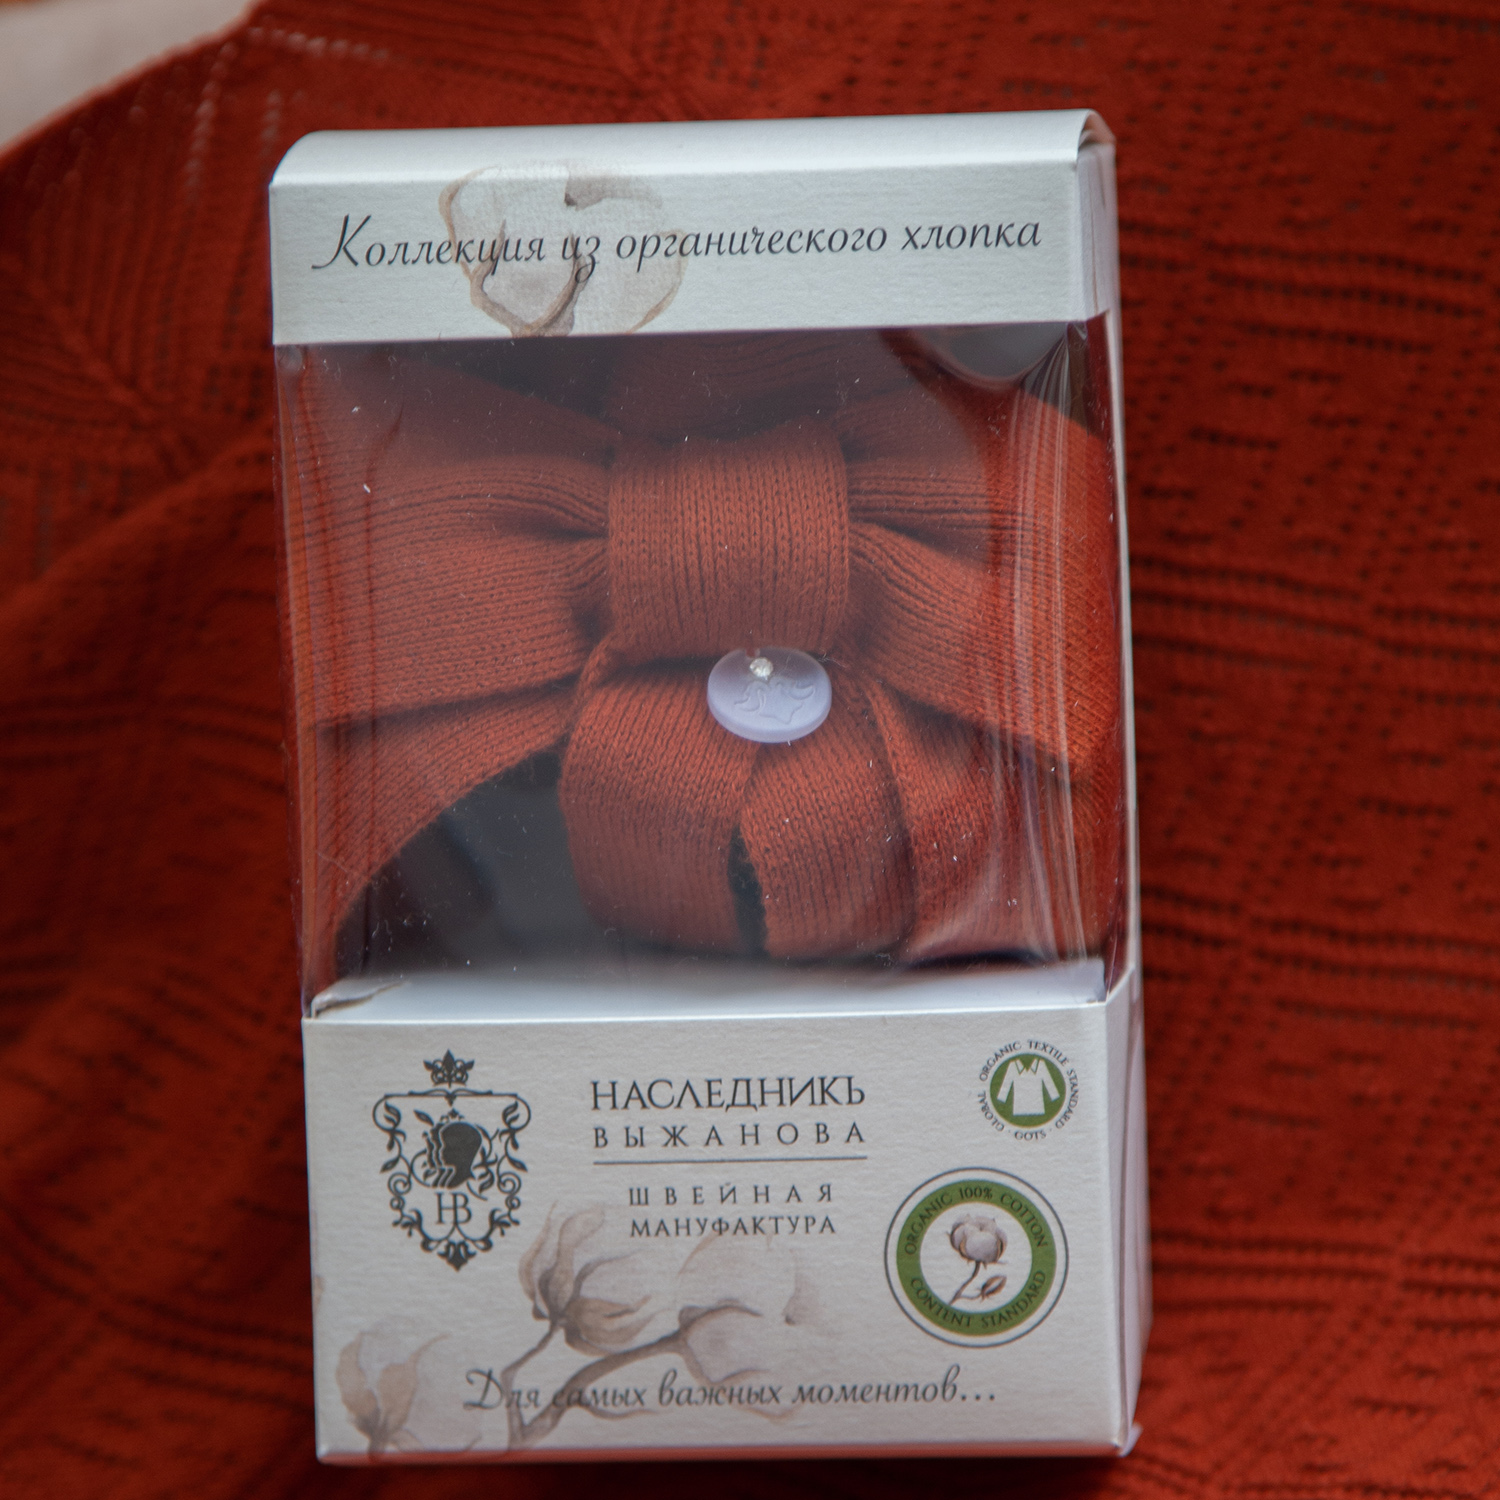 Коллекция из органического хлопка
НВ
НАСЛЕДНИКЪ
ВЫЖАНОВА
ШВЕЙНАЯ
МАНУФАКТУРА
GLOBAL ORGANIC TEXTILE STANDARD · GOTS ·
ORGANIC 100% COTTON
CONTENT STANDARD
Для самых важных моментов...